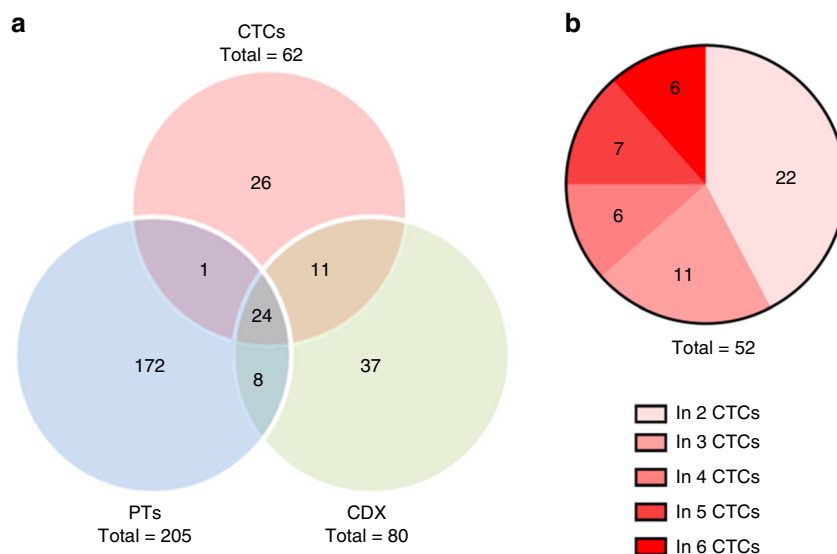 a
CTCs
Total = 62
26
1
11
24
172
8
37
PTs
Total = 205
CDX
Total = 80
b
6
7
22
6
11
Total = 52
In 2 CTCs
In 3 CTCs
In 4 CTCs
In 5 CTCs
In 6 CTCs